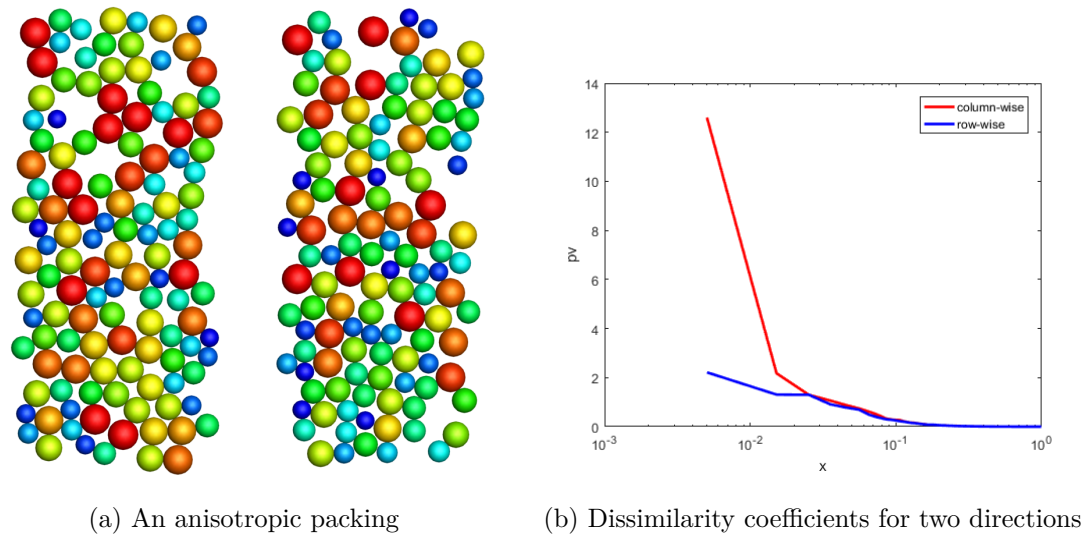 14
12
10
8
6
4
2
0
pv
column-wise
row-wise
10^-3
10^-2
10^-1
10^0
x
(a) An anisotropic packing
(b) Dissimilarity coefficients for two directions